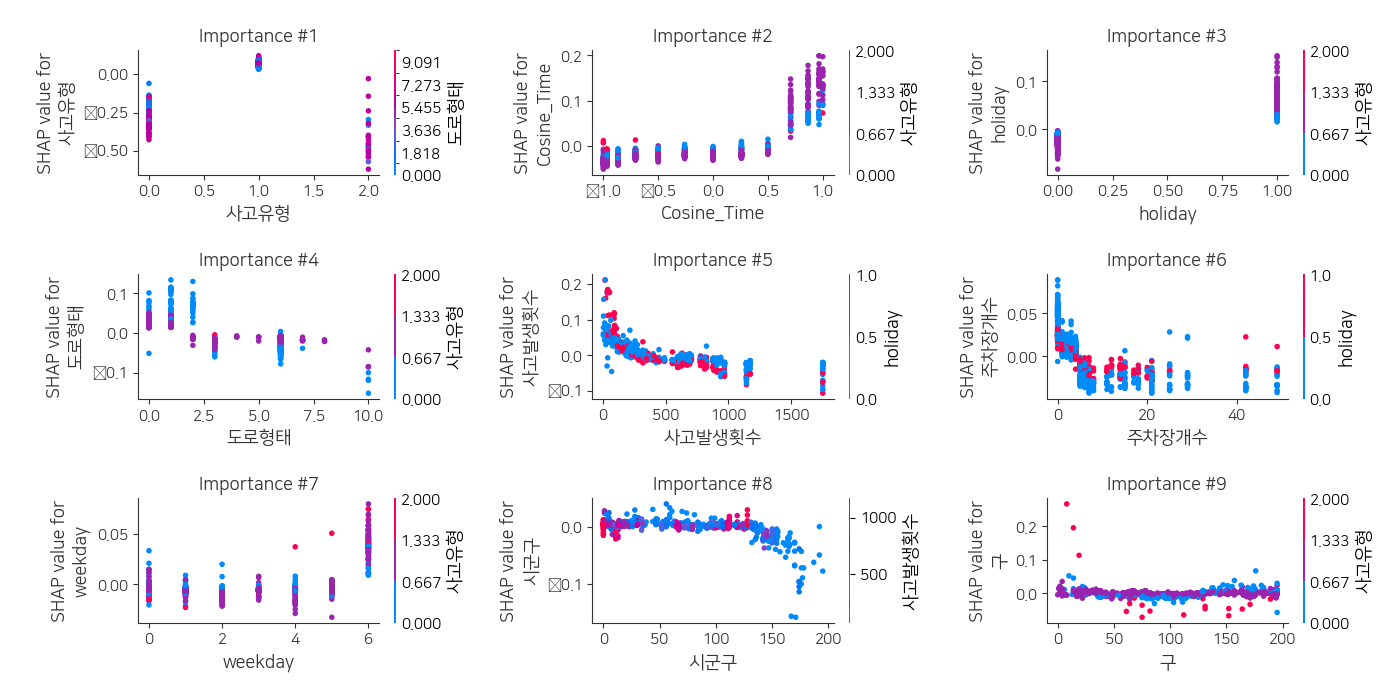 Importance #1
SHAP value for
사고유형
0.00
0.25
0.50
0.0 0.5 1.0 1.5 2.0
사고유형
9.091
7.273
5.455
3.636
1.818
0.000
도로형태
Importance #2
SHAP value for
Cosine_Time
0.2
0.1
0.0
1.0 0.5 0.0 0.5 1.0
Cosine_Time
2.000
1.333
0.667
0.000
사고유형
Importance #3
SHAP value for
holiday
0.1
0.0
0.00 0.25 0.50 0.75 1.00
holiday
2.000
1.333
0.667
0.000
사고유형
Importance #4
SHAP value for
도로형태
0.1
0.0
0.1
0.0 2.5 5.0 7.5 10.0
도로형태
2.000
1.333
0.667
0.000
사고유형
Importance #5
SHAP value for
사고발생횟수
0.2
0.1
0.0
0.1
0 500 1000 1500
사고발생횟수
1.0
0.5
0.0
holiday
Importance #6
SHAP value for
주차장개수
0.05
0.00
0 20 40
주차장개수
1.0
0.5
0.0
holiday
Importance #7
SHAP value for
weekday
0.05
0.00
0 2 4 6
weekday
2.000
1.333
0.667
0.000
사고유형
Importance #8
SHAP value for
시군구
0.0
0.1
0 50 100 150 200
시군구
1000
500
사고발생횟수
Importance #9
SHAP value for
구
0.2
0.1
0.0
0 50 100 150 200
구
2.000
1.333
0.667
0.000
사고유형